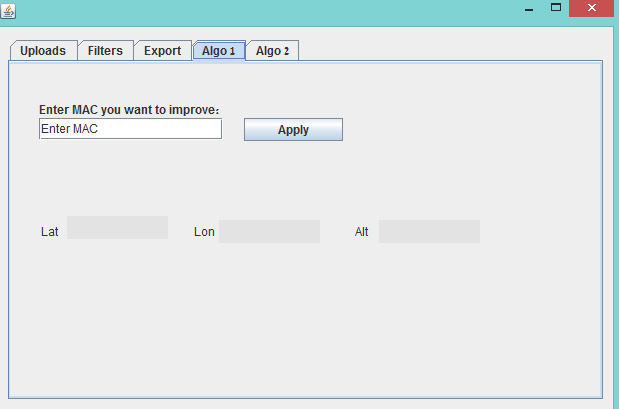 Uploads Filters Export Algo 1 Algo 2
Enter MAC you want to improve:
Enter MAC Apply
Lat Lon Alt